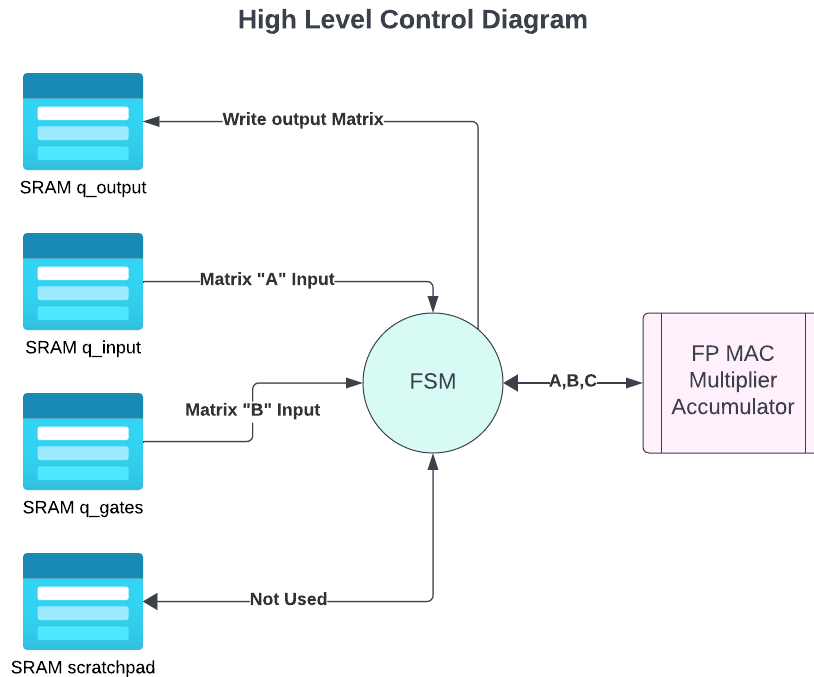 High Level Control Diagram
Write output Matrix
SRAM q_output
Matrix "A" Input
SRAM q_input
FSM
A,B,C
FP MAC
Multiplier
Accumulator
Matrix "B" Input
SRAM q_gates
Not Used
SRAM scratchpad